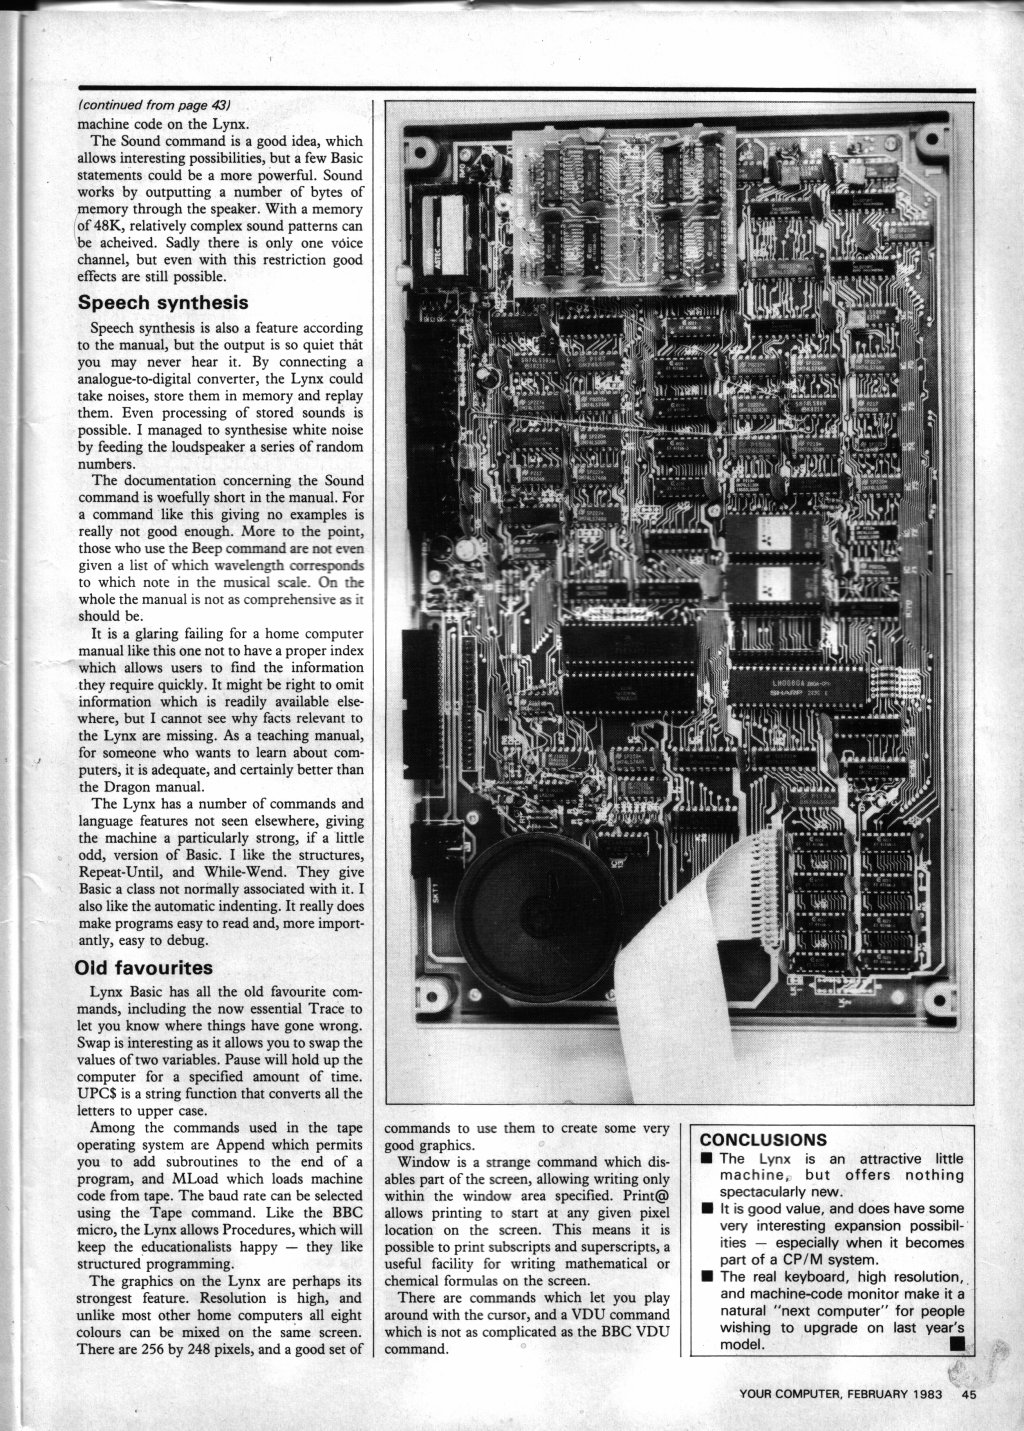 (continued from page 43)
machine code on the Lynx.
The Sound command is a good idea, which
allows interesting possibilities, but a few Basic
statements could be a more powerful. Sound
works by outputting a number of bytes of
memory through the speaker. With a memory
of 48K, relatively complex sound patterns can
be acheived. Sadly there is only one voice
channel, but even with this restriction good
effects are still possible.
Speech synthesis
Speech synthesis is also a feature according
to the manual, but the output is so quiet that
you may never hear it. By connecting a
analogue-to-digital converter, the Lynx could
take noises, store them in memory and replay
them. Even processing of stored sounds is
possible. I managed to synthesise white noise
by feeding the loudspeaker a series of random
numbers.
The documentation concerning the Sound
command is woefully short in the manual. For
a command like this giving no examples is
really not good enough. More to the point,
those who use the Beep command are not even
given a list of which wavelength corresponds
to which note in the musical scale. On the
whole the manual is not as comprehensive as it
should be.
It is a glaring failing for a home computer
manual like this one not to have a proper index
which allows users to find the information
they require quickly. It might be right to omit
information which is readily available else-
where, but I cannot see why facts relevant to
the Lynx are missing. As a teaching manual,
for someone who wants to learn about com-
puters, it is adequate, and certainly better than
the Dragon manual.
The Lynx has a number of commands and
language features not seen elsewhere, giving
the machine a particularly strong, if a little
odd, version of Basic. I like the structures,
Repeat-Until, and While-Wend. They give
Basic a class not normally associated with it. I
also like the automatic indenting. It really does
make programs easy to read and, more import-
antly, easy to debug.
Old favourites
Lynx Basic has all the old favourite com-
mands, including the now essential Trace to
let you know where things have gone wrong.
Swap is interesting as it allows you to swap the
values of two variables. Pause will hold up the
computer for a specified amount of time.
UPC$ is a string function that converts all the
letters to upper case.
Among the commands used in the tape
operating system are Append which permits
you to add subroutines to the end of a
program, and MLoad which loads machine
code from tape. The baud rate can be selected
using the Tape command. Like the BBC
micro, the Lynx allows Procedures, which will
keep the educationalists happy — they like
structured programming.
The graphics on the Lynx are perhaps its
strongest feature. Resolution is high, and
unlike most other home computers all eight
colours can be mixed on the same screen.
There are 256 by 248 pixels, and a good set of
LH0080A Z80A-CPU
SHARP
commands to use them to create some very
good graphics.
Window is a strange command which dis-
ables part of the screen, allowing writing only
within the window area specified. Print@
allows printing to start at any given pixel
location on the screen. This means it is
possible to print subscripts and superscripts, a
useful facility for writing mathematical or
chemical formulas on the screen.
There are commands which let you play
around with the cursor, and a VDU command
which is not as complicated as the BBC VDU
command.
CONCLUSIONS
■ The Lynx is an attractive little
machine, but offers nothing
spectacularly new.
■ It is good value, and does have some
very interesting expansion possibil-
ities — especially when it becomes
part of a CP/M system.
■ The real keyboard, high resolution,
and machine-code monitor make it a
natural "next computer" for people
wishing to upgrade on last year's
model. ■
YOUR COMPUTER, FEBRUARY 1983 45